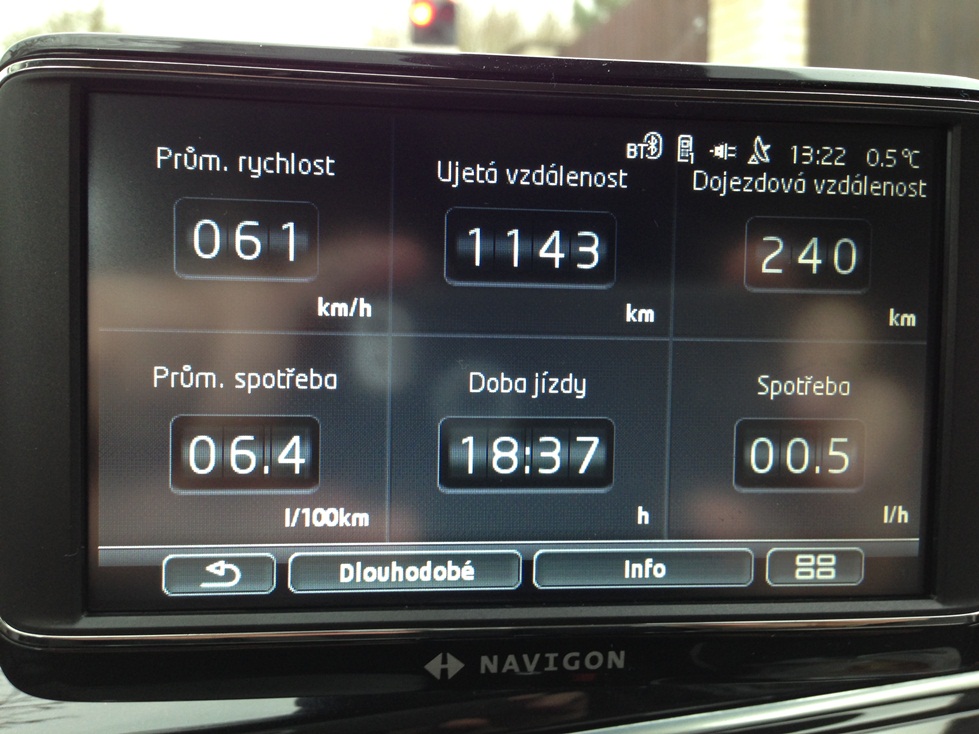 BT 13:22 0.5°C
Prům. rychlost
061
km/h
Ujetá vzdálenost
1143
km
Dojezdová vzdálenost
240
km
Prům. spotřeba
06.4
l/100km
Doba jízdy
18:37
h
Spotřeba
00.5
l/h
Dlouhodobé
Info
NAVIGON